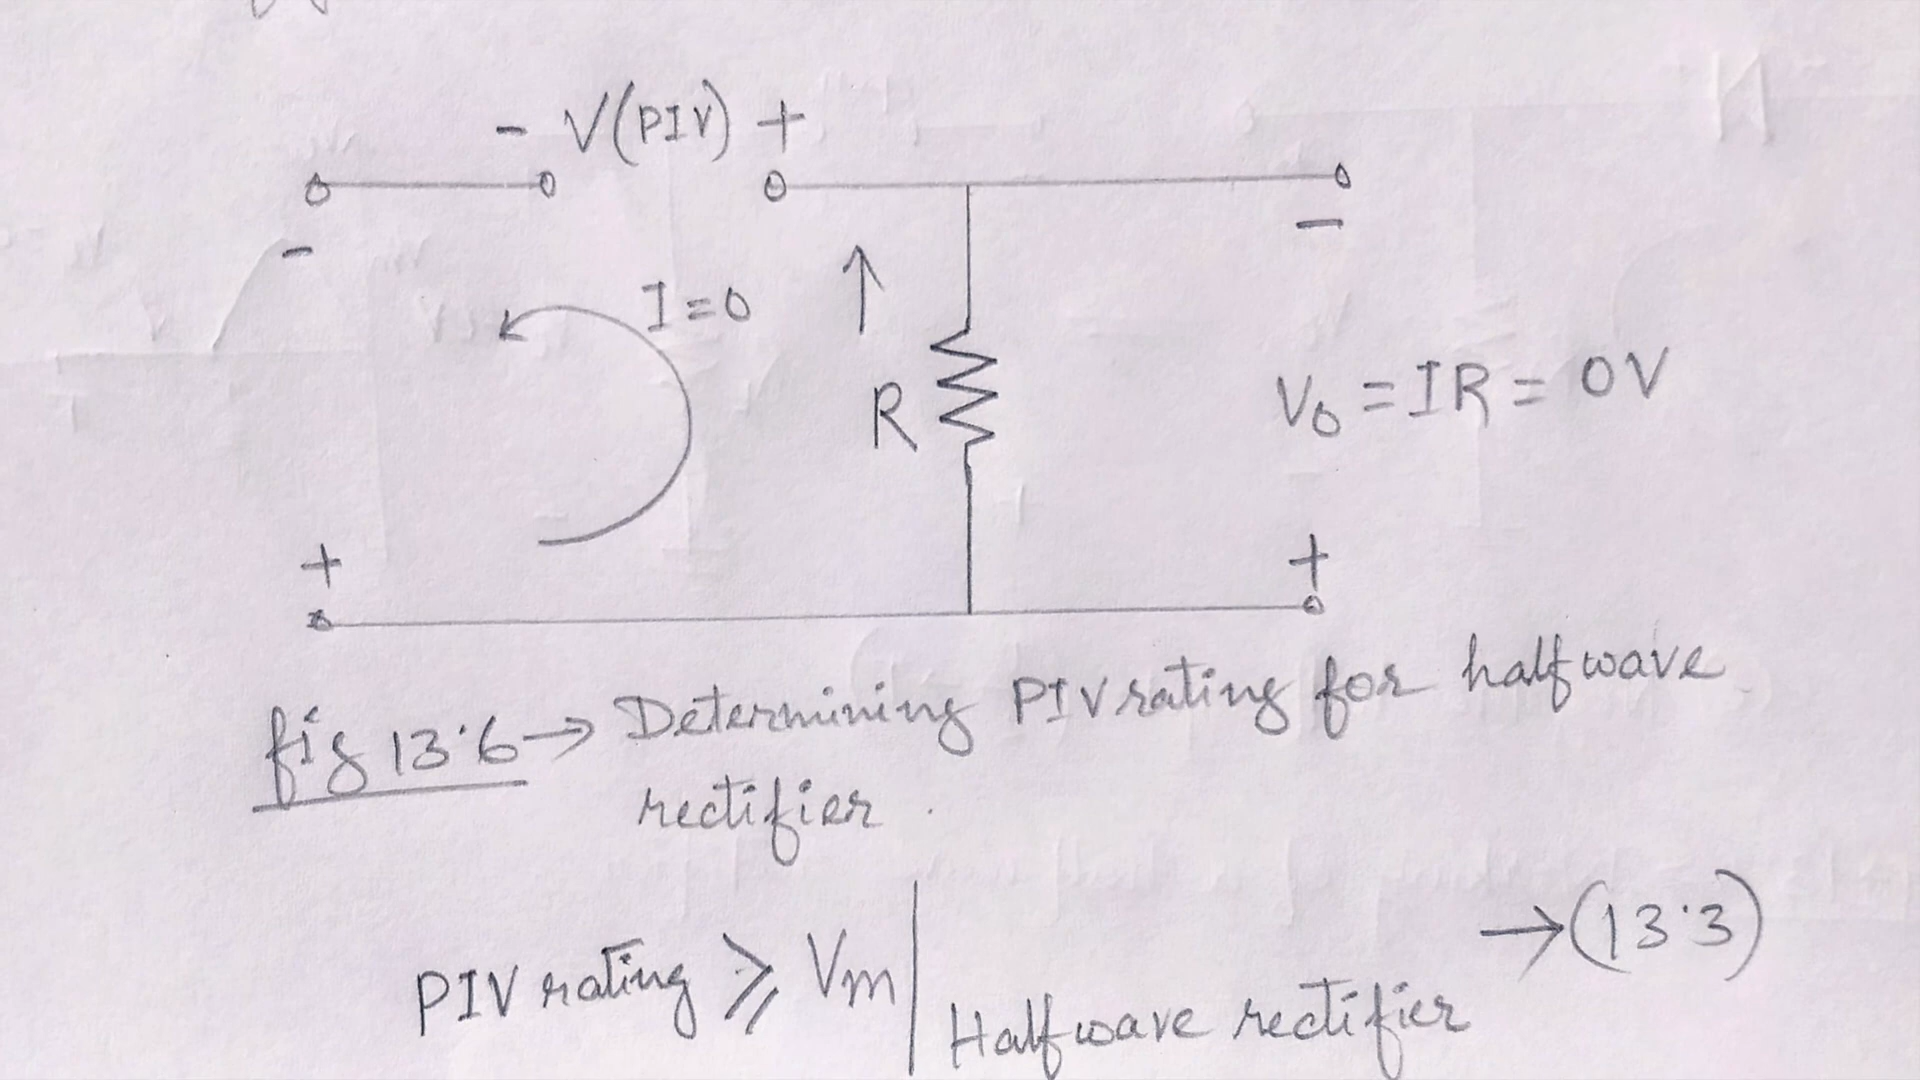 - V(PIV) +
-
-
I=0
↑
R
V₀ = IR = 0V
+
+
fig 13.6 → Determining PIV rating for halfwave
rectifier.
PIV rating ≥ Vm | Halfwave rectifier → (13.3)